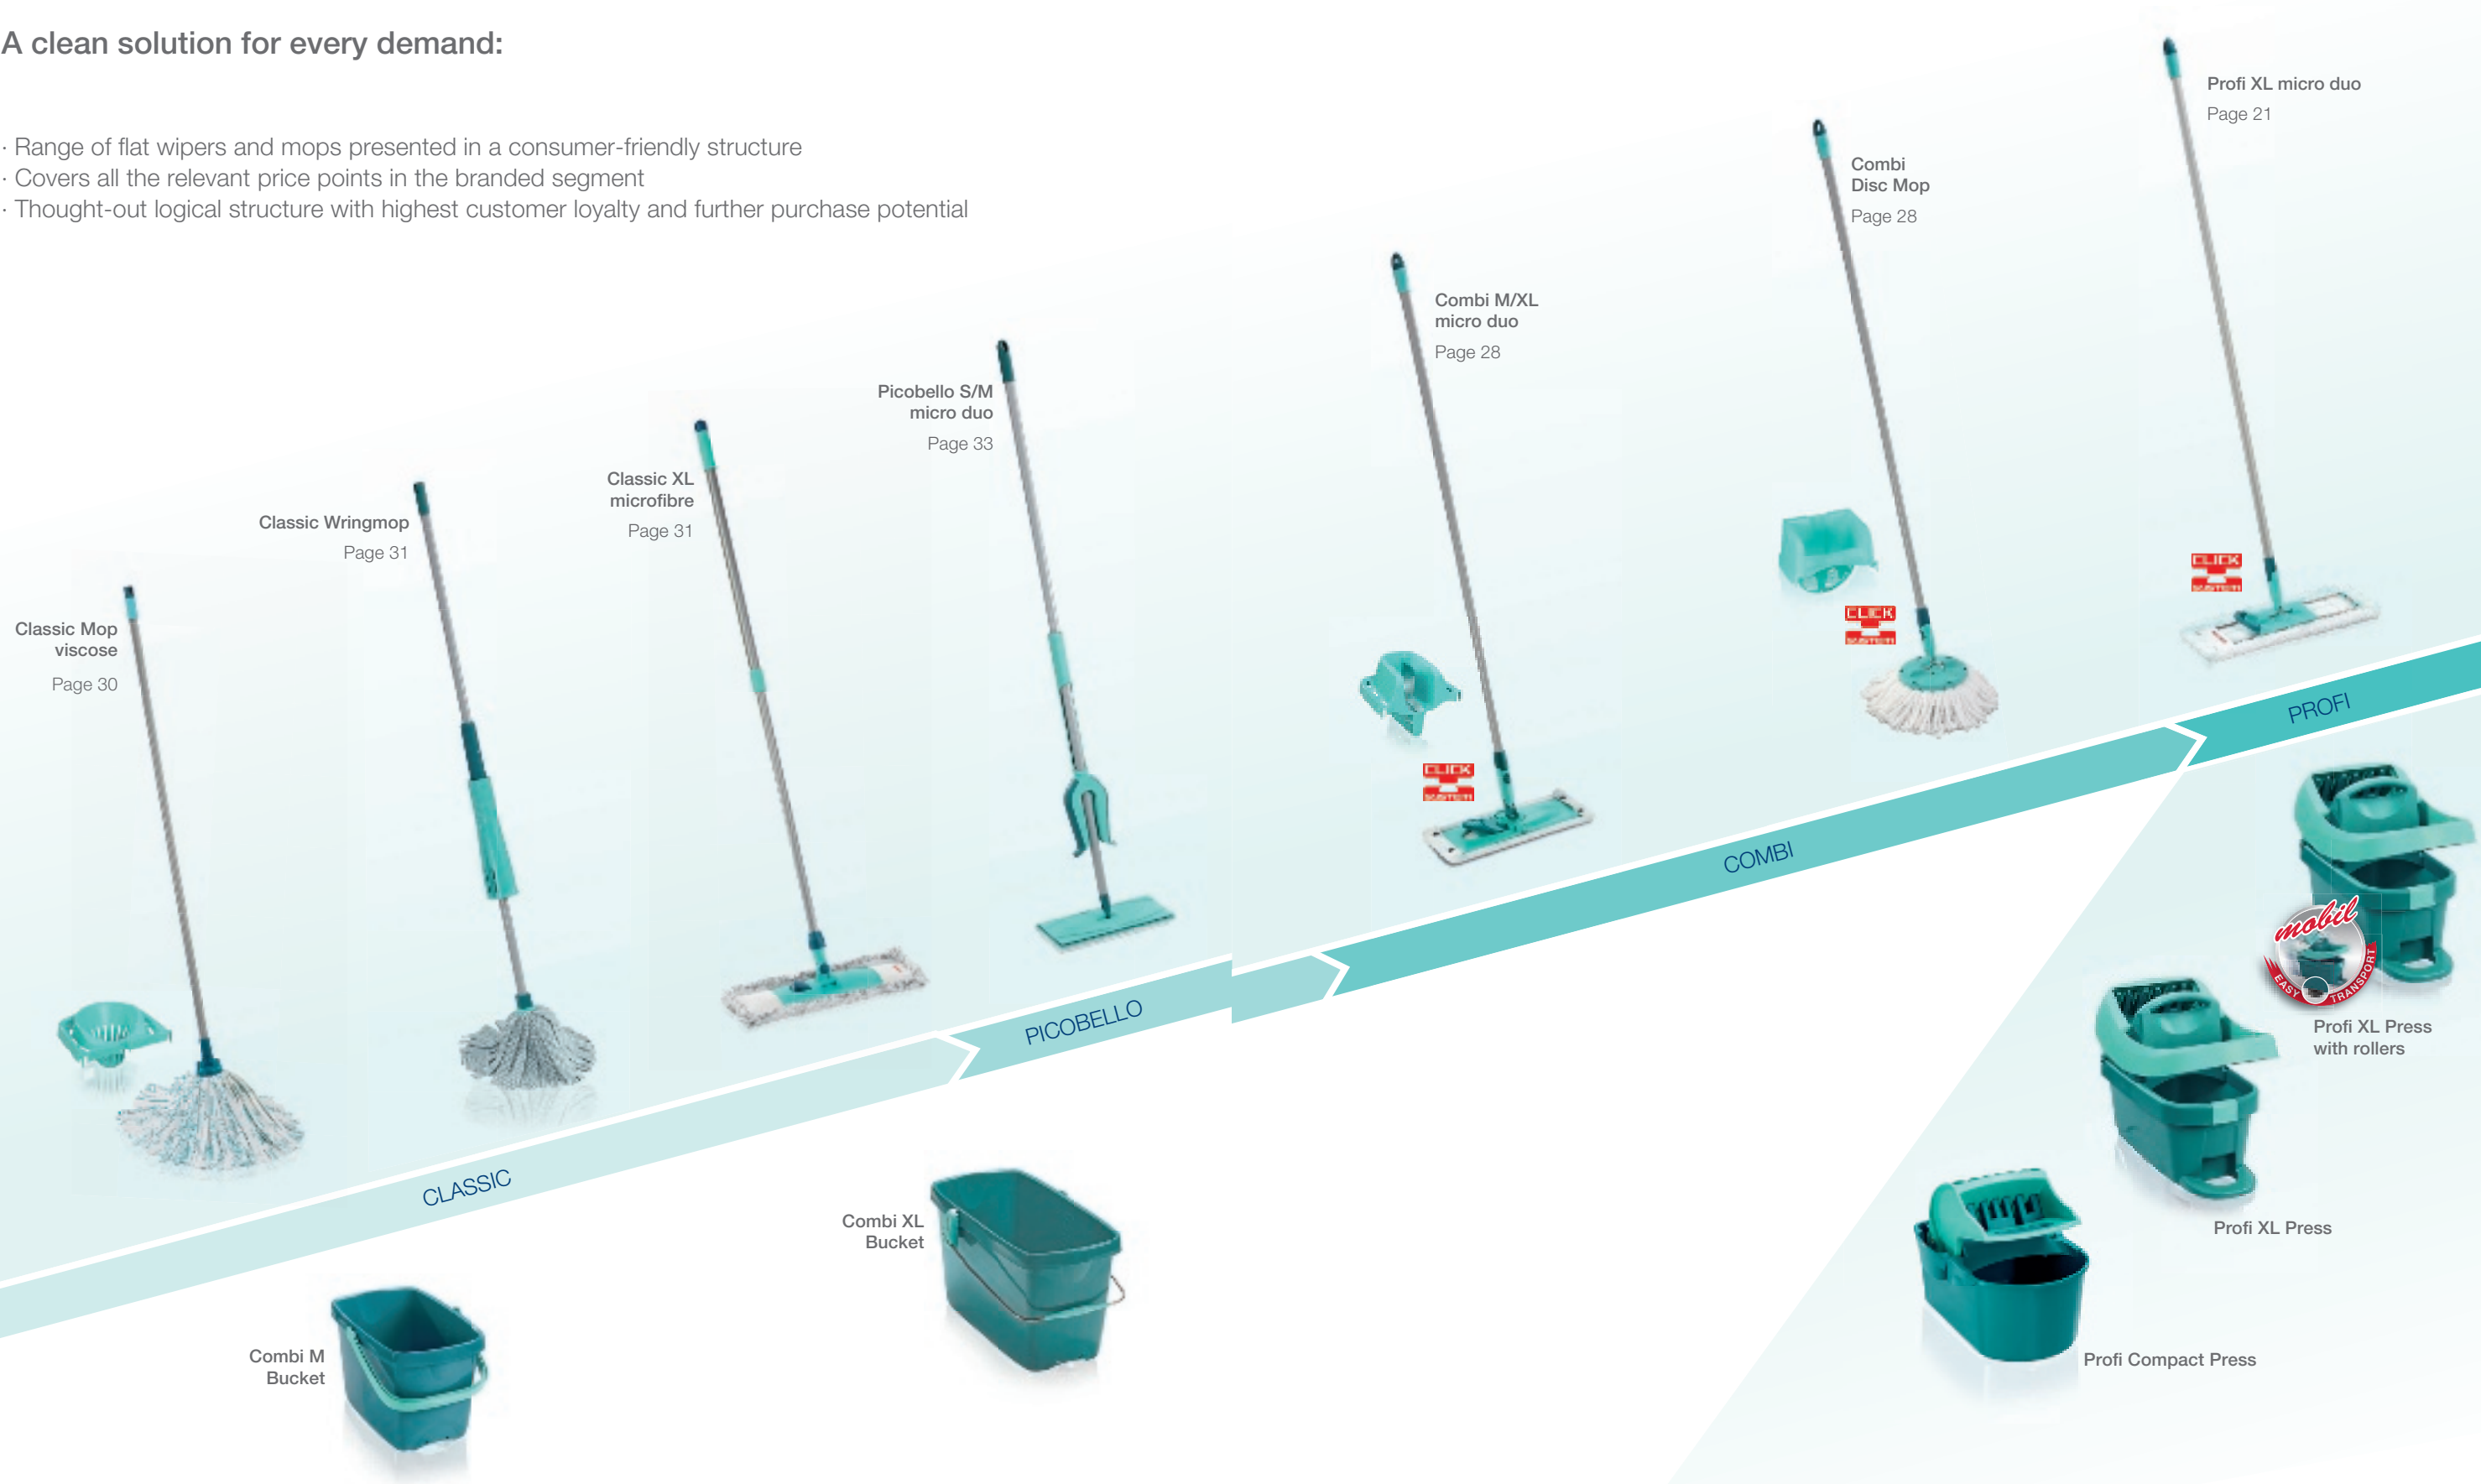 A clean solution for every demand:
· Range of flat wipers and mops presented in a consumer-friendly structure
· Covers all the relevant price points in the branded segment
· Thought-out logical structure with highest customer loyalty and further purchase potential
Classic Mop
viscose
Page 30
Classic Wringmop
Page 31
Classic XL
microfibre
Page 31
Picobello S/M
micro duo
Page 33
Combi M/XL
micro duo
Page 28
CLICK
SYSTEM
Combi
Disc Mop
Page 28
CLICK
SYSTEM
Profi XL micro duo
Page 21
CLICK
SYSTEM
CLASSIC
PICOBELLO
COMBI
PROFI
Combi M
Bucket
Combi XL
Bucket
Profi Compact Press
Profi XL Press
mobil
EASY TRANSPORT
Profi XL Press
with rollers